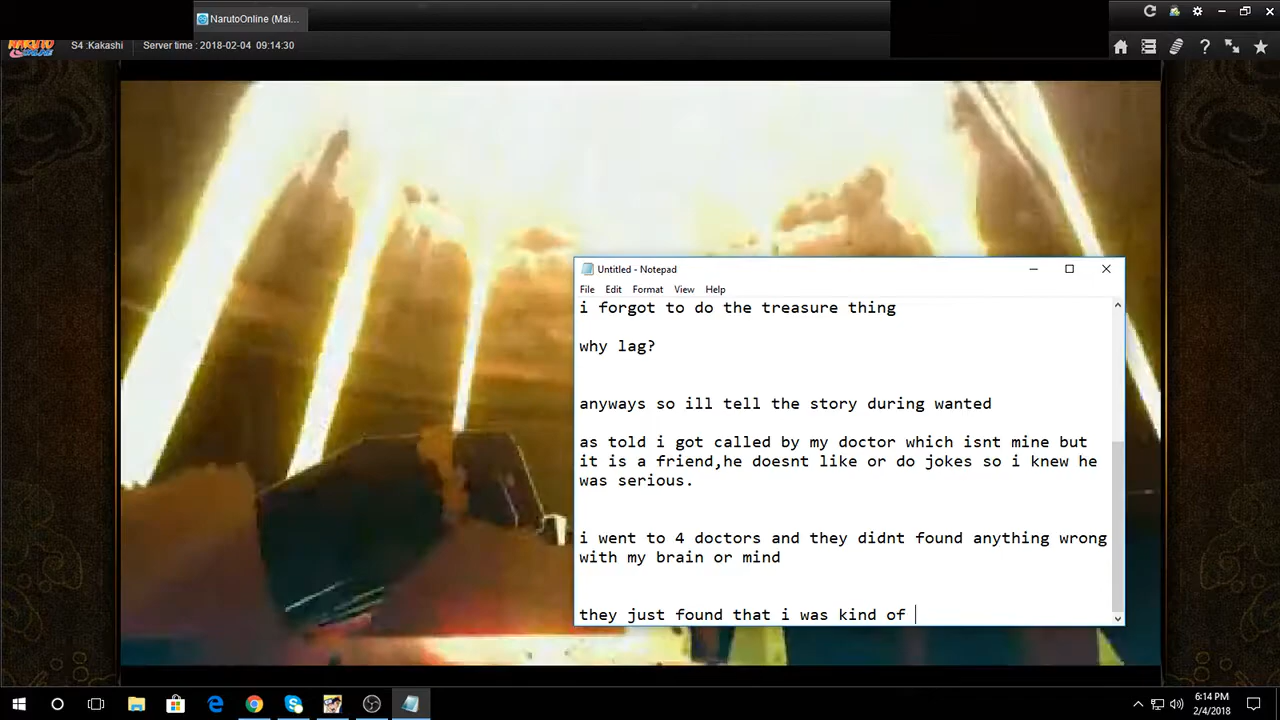 NarutoOnline (Mai...
NARUTO
ONLINE
S4 :Kakashi
Server time : 2018-02-04 09:14:30
Untitled - Notepad
File Edit Format View Help
i forgot to do the treasure thing
why lag?
anyways so ill tell the story during wanted
as told i got called by my doctor which isnt mine but
it is a friend,he doesnt like or do jokes so i knew he
was serious.
i went to 4 doctors and they didnt found anything wrong
with my brain or mind
they just found that i was kind of
6:14 PM
2/4/2018